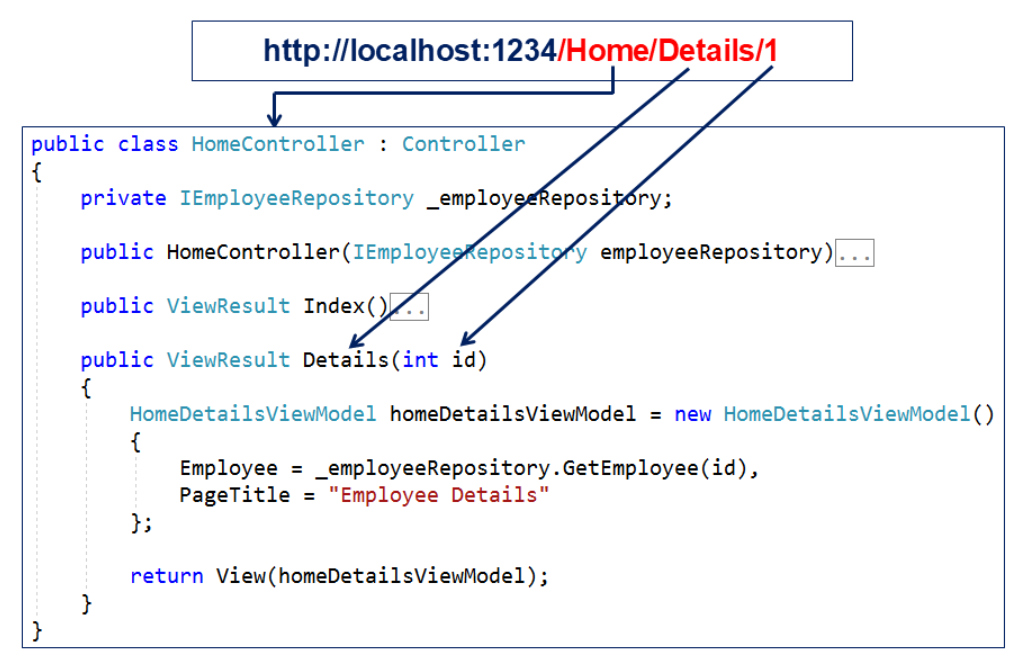 http://localhost:1234/Home/Details/1
public class HomeController : Controller
{
private IEmployeeRepository _employeeRepository;
public HomeController(IEmployeeRepository employeeRepository)...
public ViewResult Index()...
public ViewResult Details(int id)
{
HomeDetailsViewModel homeDetailsViewModel = new HomeDetailsViewModel()
{
Employee = _employeeRepository.GetEmployee(id),
PageTitle = "Employee Details"
};
return View(homeDetailsViewModel);
}
}